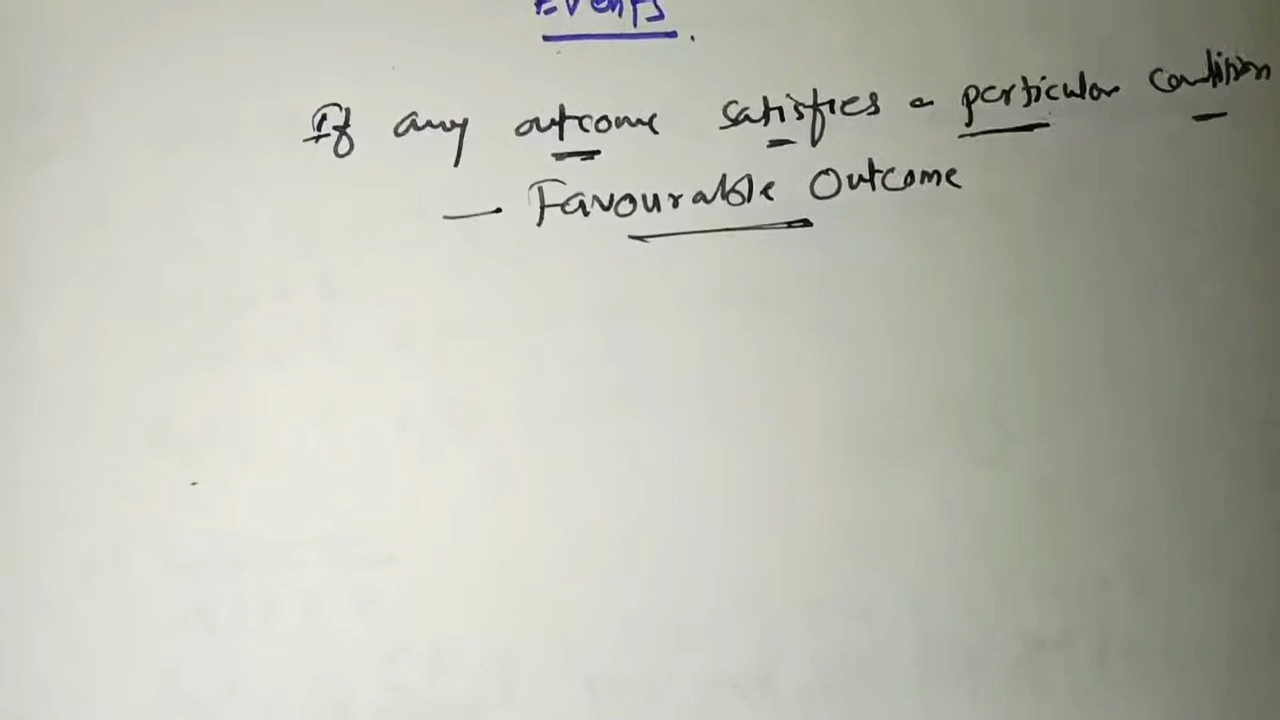 Events.
If any outcome satisfies a particular condition
— Favourable Outcome